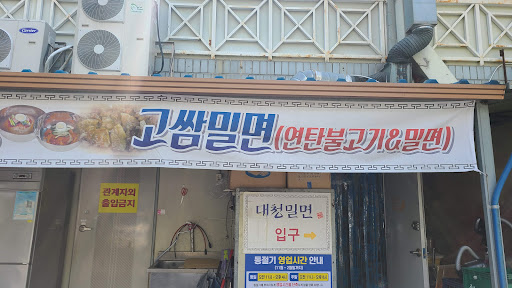 Carrier
고쌈밀면(연탄불고기&밀면)
관계자외
출입금지
대청밀면
입구
동절기 영업시간 안내